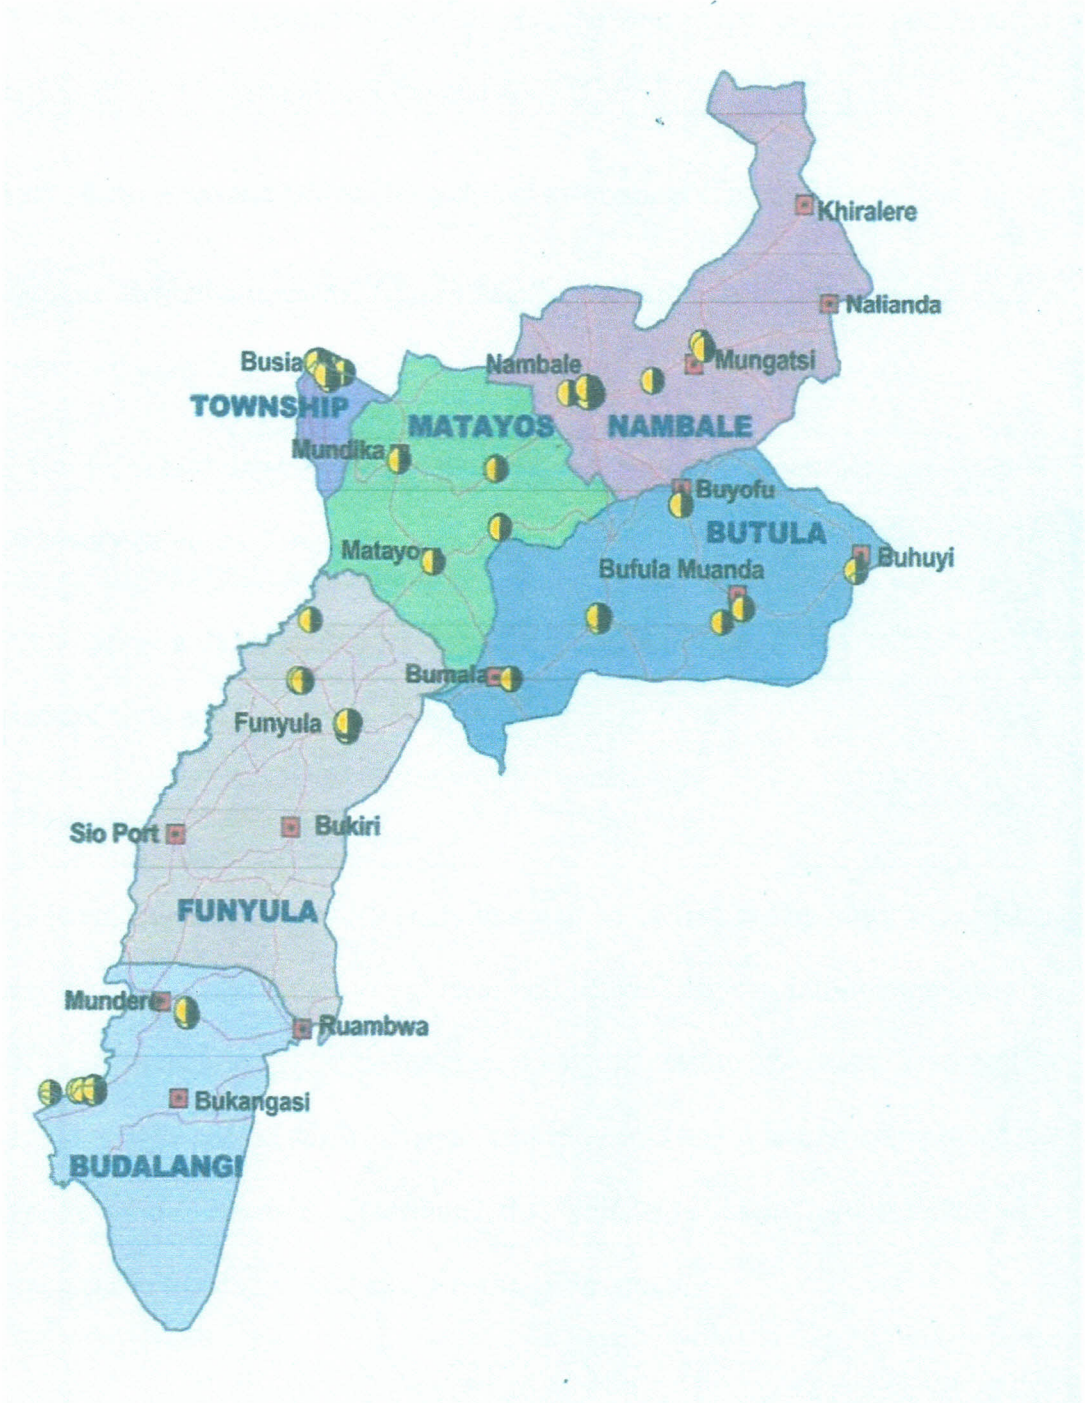 Khiralere
Nalianda
Busia
Nambale
Mungatsi
TOWNSHIP
MATAYOS
NAMBALE
Mundika
Buyofu
BUTULA
Matayo
Buhuyi
Bufula Muanda
Bumala
Funyula
Sio Port
Bukiri
FUNYULA
Mundere
Ruambwa
Bukangasi
BUDALANGI